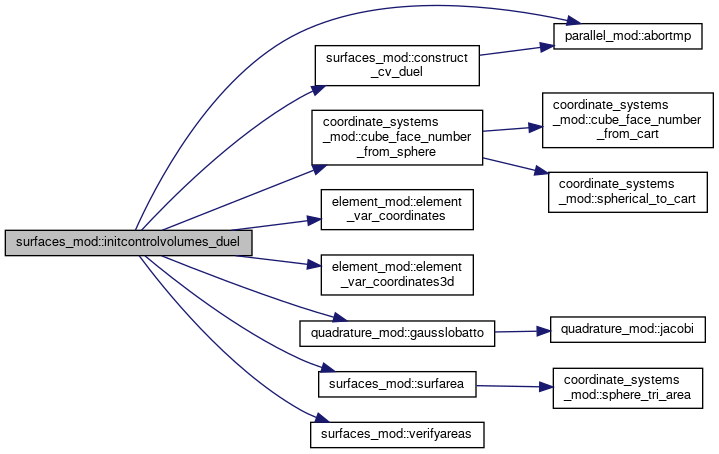 parallel_mod::abortmp
surfaces_mod::construct
_cv_duel
coordinate_systems
_mod::cube_face_number
_from_sphere
coordinate_systems
_mod::cube_face_number
_from_cart
coordinate_systems
_mod::spherical_to_cart
element_mod::element
_var_coordinates
surfaces_mod::initcontrolvolumes_duel
element_mod::element
_var_coordinates3d
quadrature_mod::gausslobatto
quadrature_mod::jacobi
surfaces_mod::surfarea
coordinate_systems
_mod::sphere_tri_area
surfaces_mod::verifyareas